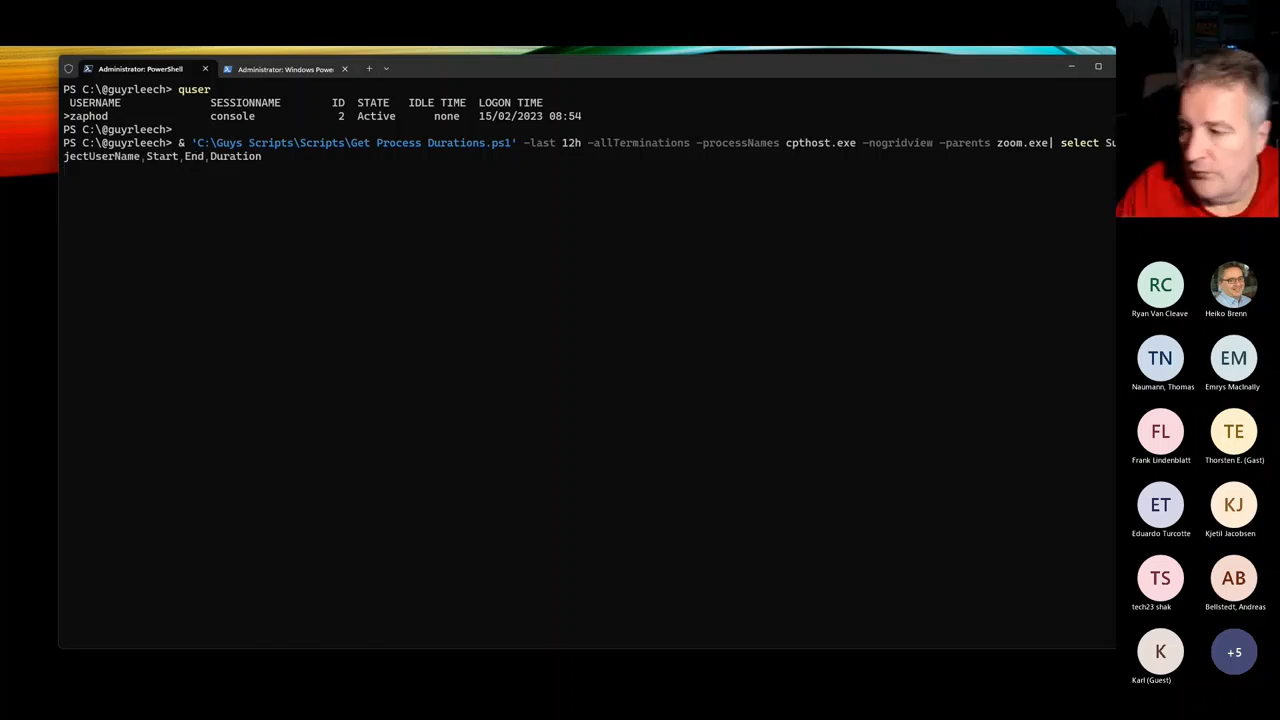 Administrator: PowerShell
Administrator: Windows Power
PS C:\@guyrleech> quser
USERNAME SESSIONNAME ID STATE IDLE TIME LOGON TIME
>zaphod console 2 Active none 15/02/2023 08:54
PS C:\@guyrleech>
PS C:\@guyrleech> & 'C:\Guys Scripts\Scripts\Get Process Durations.ps1' -last 12h -allTerminations -processNames cpthost.exe -nogridview -parents zoom.exe| select Su
jectUserName,Start,End,Duration
RC
Ryan Van Cleave
Heiko Brenn
TN
Naumann, Thomas
EM
Emrys MacInally
FL
Frank Lindenblatt
TE
Thorsten E. (Gast)
ET
Eduardo Turcotte
KJ
Kjetil Jacobsen
TS
tech23 shak
AB
Bellstedt, Andreas
K
Karl (Guest)
+5